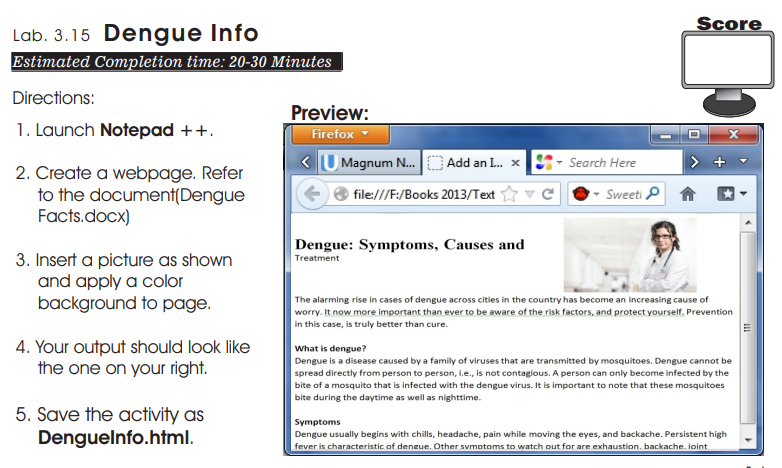 Lab. 3.15 Dengue Info
Score
Estimated Completion time: 20-30 Minutes
Directions:
1. Launch Notepad ++.
2. Create a webpage. Refer
to the document(Dengue
Facts.docx)
3. Insert a picture as shown
and apply a color
background to page.
4. Your output should look like
the one on your right.
5. Save the activity as
DengueInfo.html.
Preview:
Firefox
Magnum N...
Add an I...
Search Here
file:///F:/Books 2013/Text
Sweeti
Dengue: Symptoms, Causes and
Treatment
The alarming rise in cases of dengue across cities in the country has become an increasing cause of
worry. It now more important than ever to be aware of the risk factors, and protect yourself. Prevention
in this case, is truly better than cure.
What is dengue?
Dengue is a disease caused by a family of viruses that are transmitted by mosquitoes. Dengue cannot be
spread directly from person to person, i.e., is not contagious. A person can only become infected by the
bite of a mosquito that is infected with the dengue virus. It is important to note that these mosquitoes
bite during the daytime as well as nighttime.
Symptoms
Dengue usually begins with chills, headache, pain while moving the eyes, and backache. Persistent high
fever is characteristic of dengue. Other symptoms to watch out for are exhaustion, backache, joint